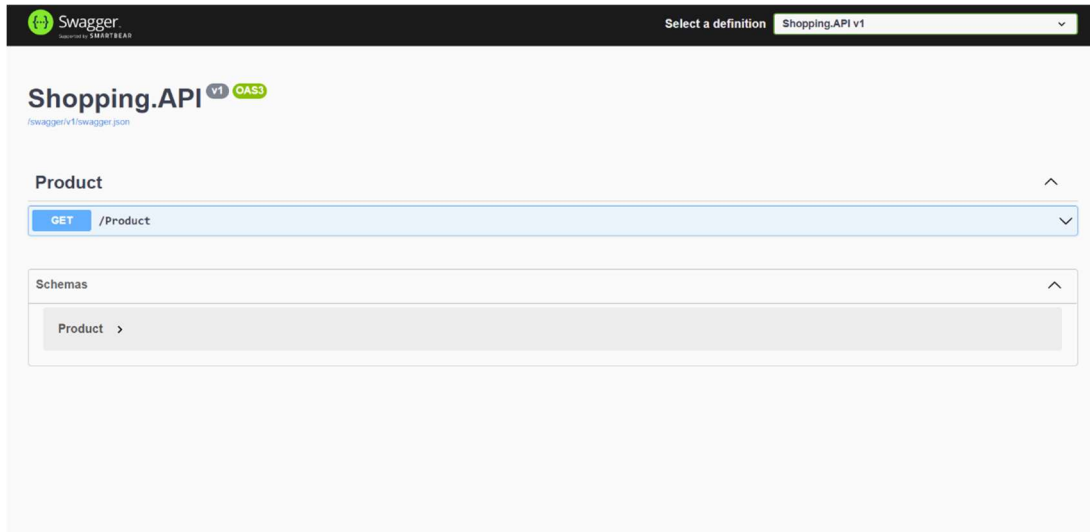 Swagger.
Supported by SMARTBEAR
Select a definition
Shopping.API v1
Shopping.API v1 OAS3
/swagger/v1/swagger.json
Product
GET /Product
Schemas
Product